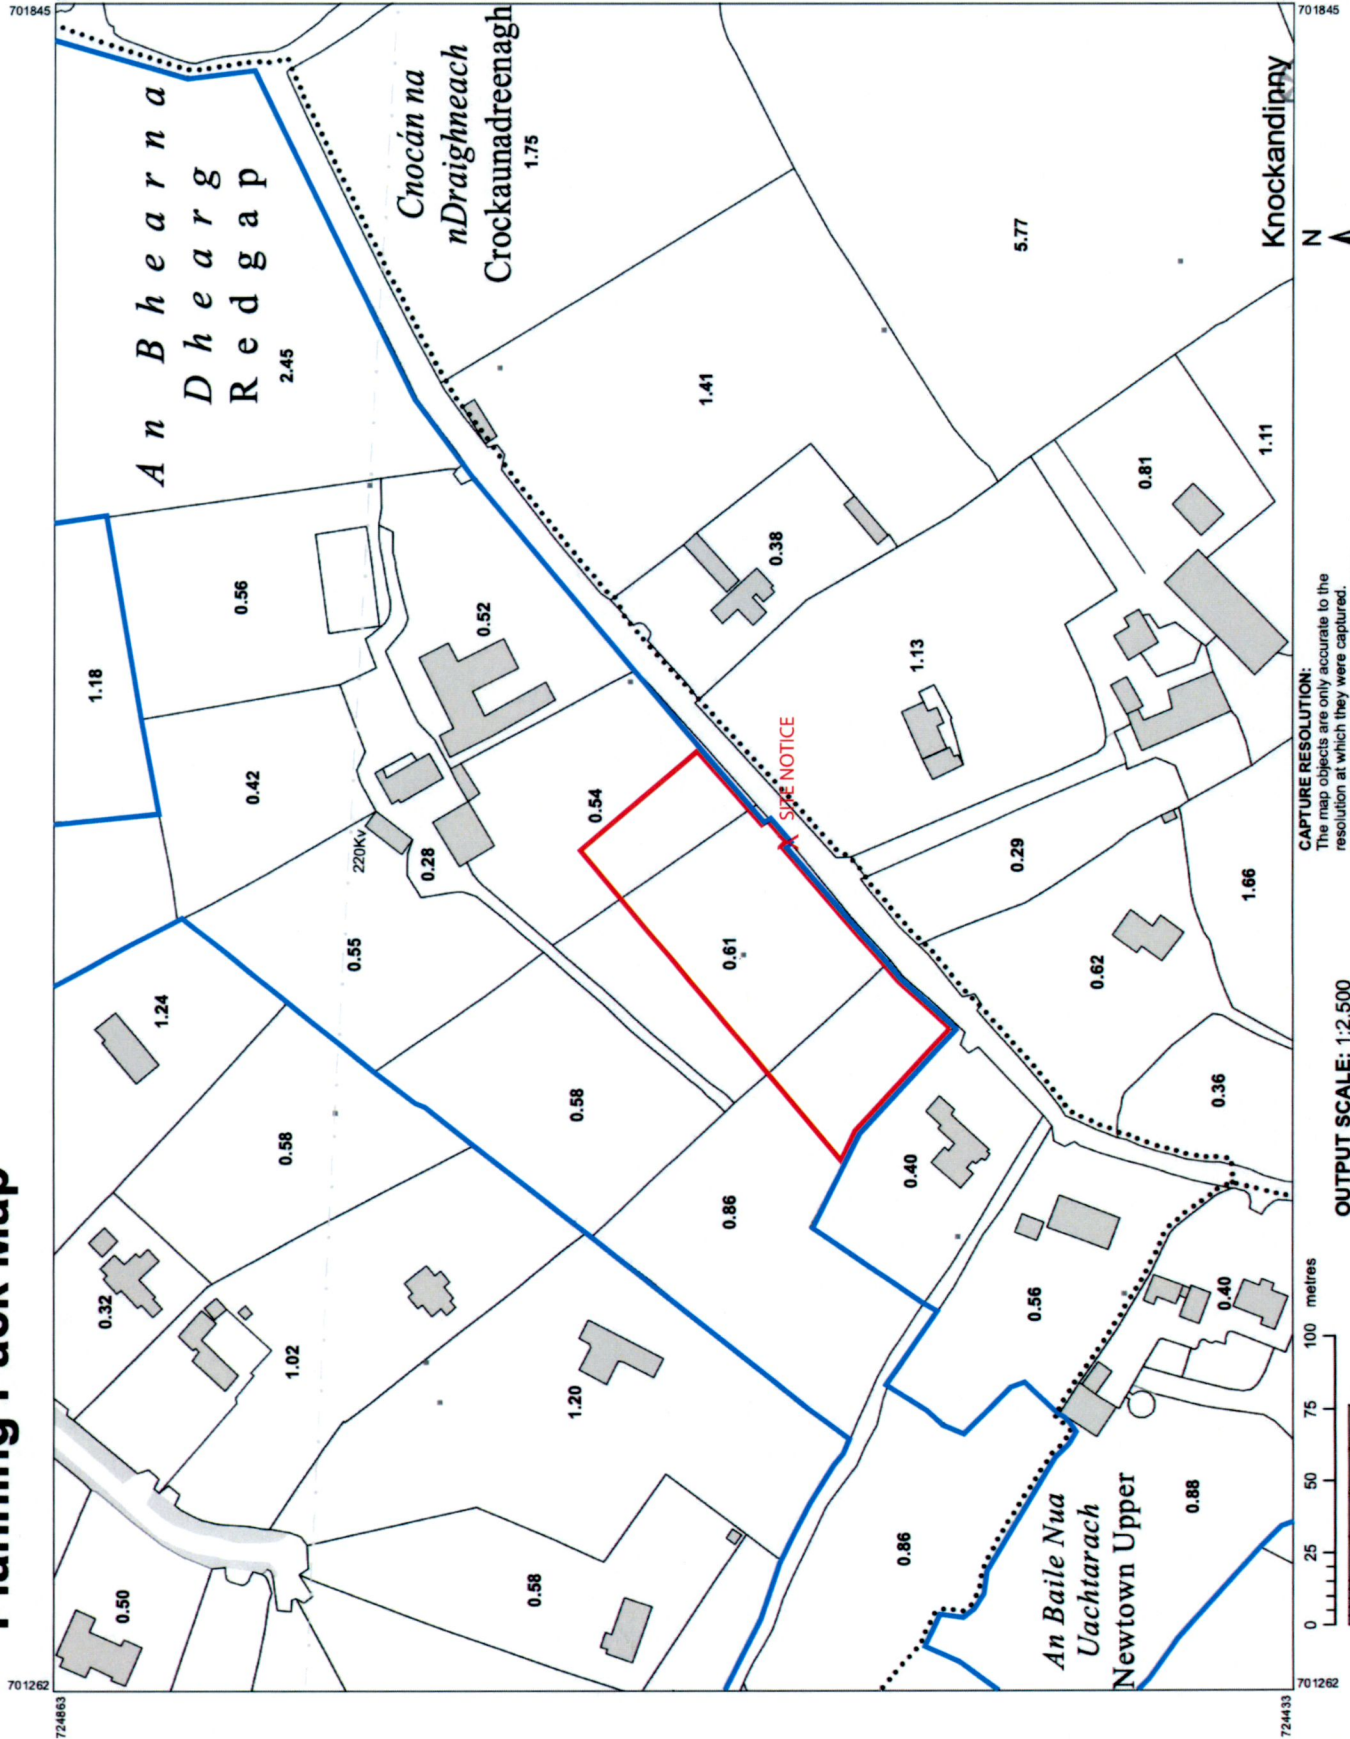 Planning Pack Map
701845
701845
701262
701262
724863
724433
An Bhearna
Dhearg
Redgap
2.45
Cnocán na
nDraighneach
Crockaunadreenagh
1.75
Knockandinny
N
5.77
1.41
1.18
0.56
0.52
0.38
0.81
1.11
1.13
0.42
220Kv
0.28
0.54
SITE NOTICE
0.29
1.66
0.55
0.61
0.62
1.24
0.58
0.58
0.36
0.40
0.86
0.32
1.02
1.20
0.56
0.40
0.50
0.58
0.86
0.88
An Baile Nua
Uachtarach
Newtown Upper
CAPTURE RESOLUTION:
The map objects are only accurate to the
resolution at which they were captured.
OUTPUT SCALE: 1:2,500
0 25 50 75 100 metres